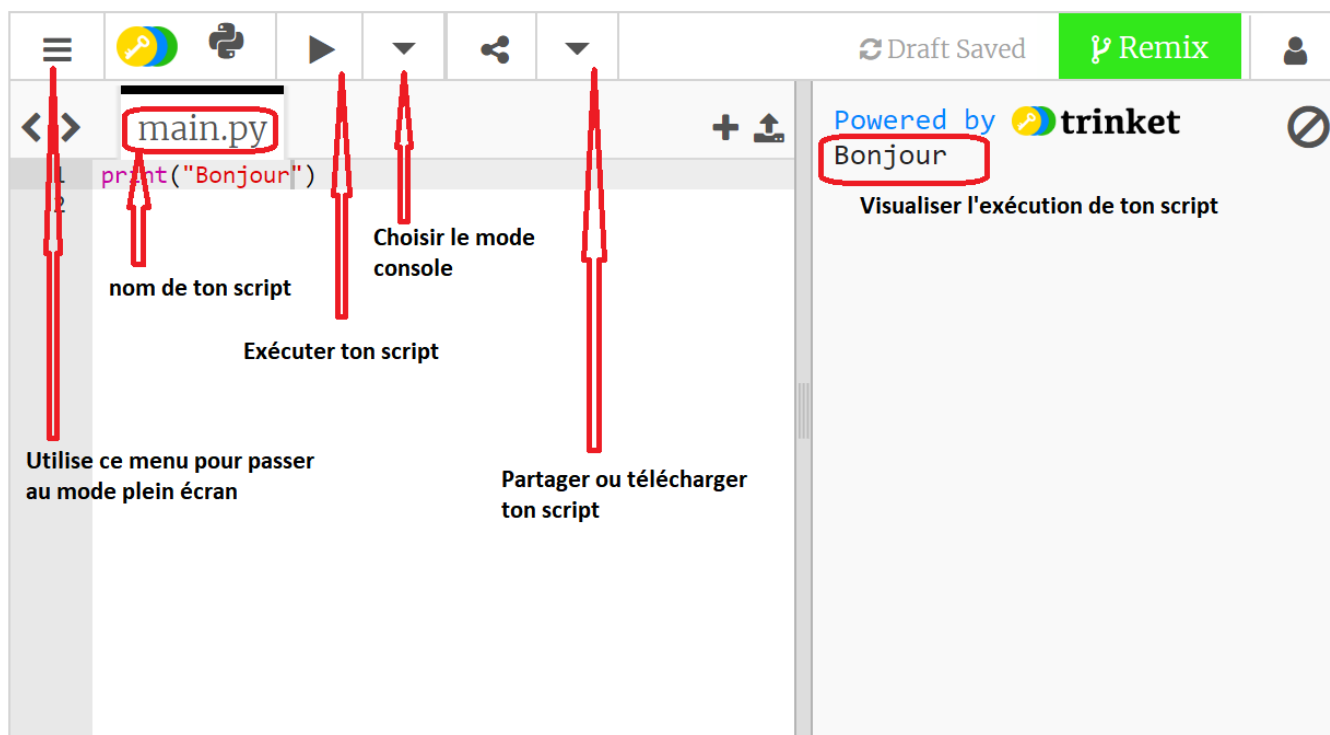 Draft Saved
Remix
main.py
1 print("Bonjour")
2
Powered by trinket
Bonjour
Visualiser l'exécution de ton script
Choisir le mode
console
nom de ton script
Exécuter ton script
Utilise ce menu pour passer
au mode plein écran
Partager ou télécharger
ton script